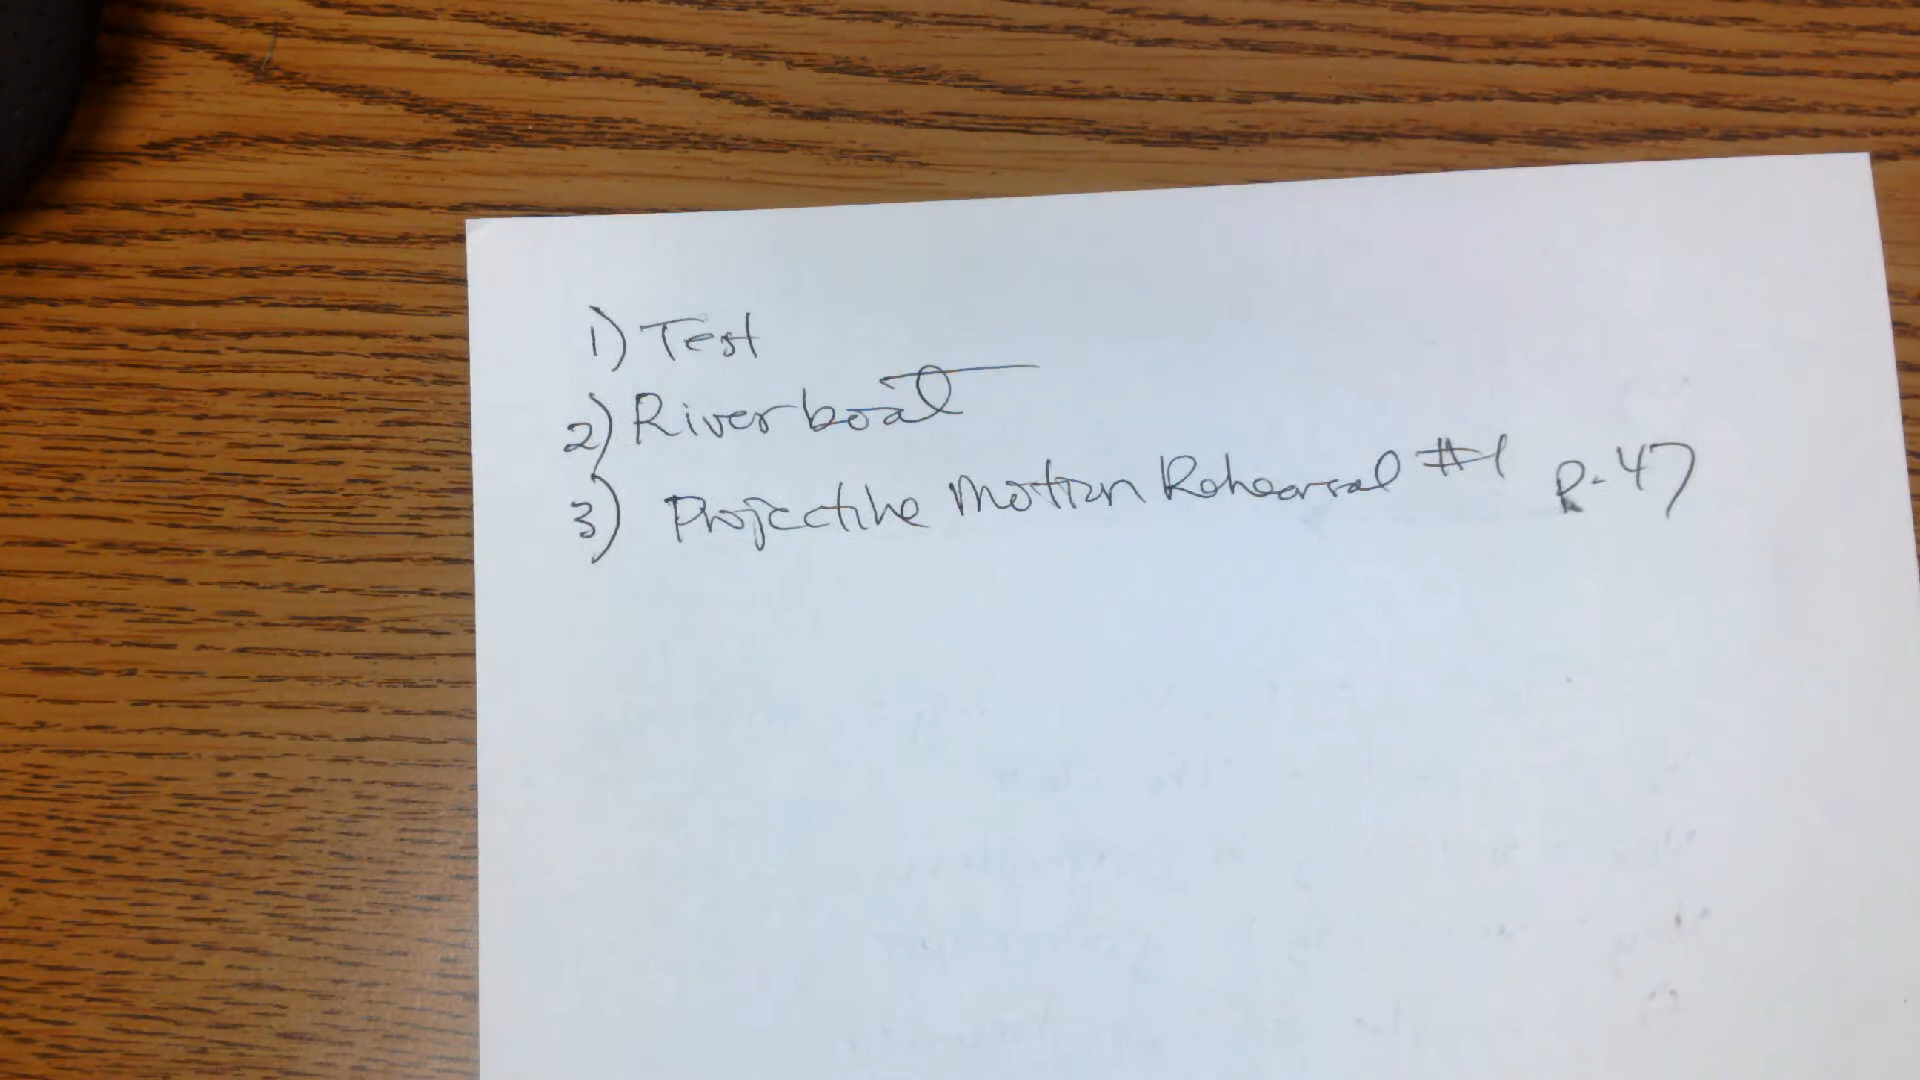 1) Test
2) Riverboat
3) Projectile Motion Rehearsal #1 P. 47